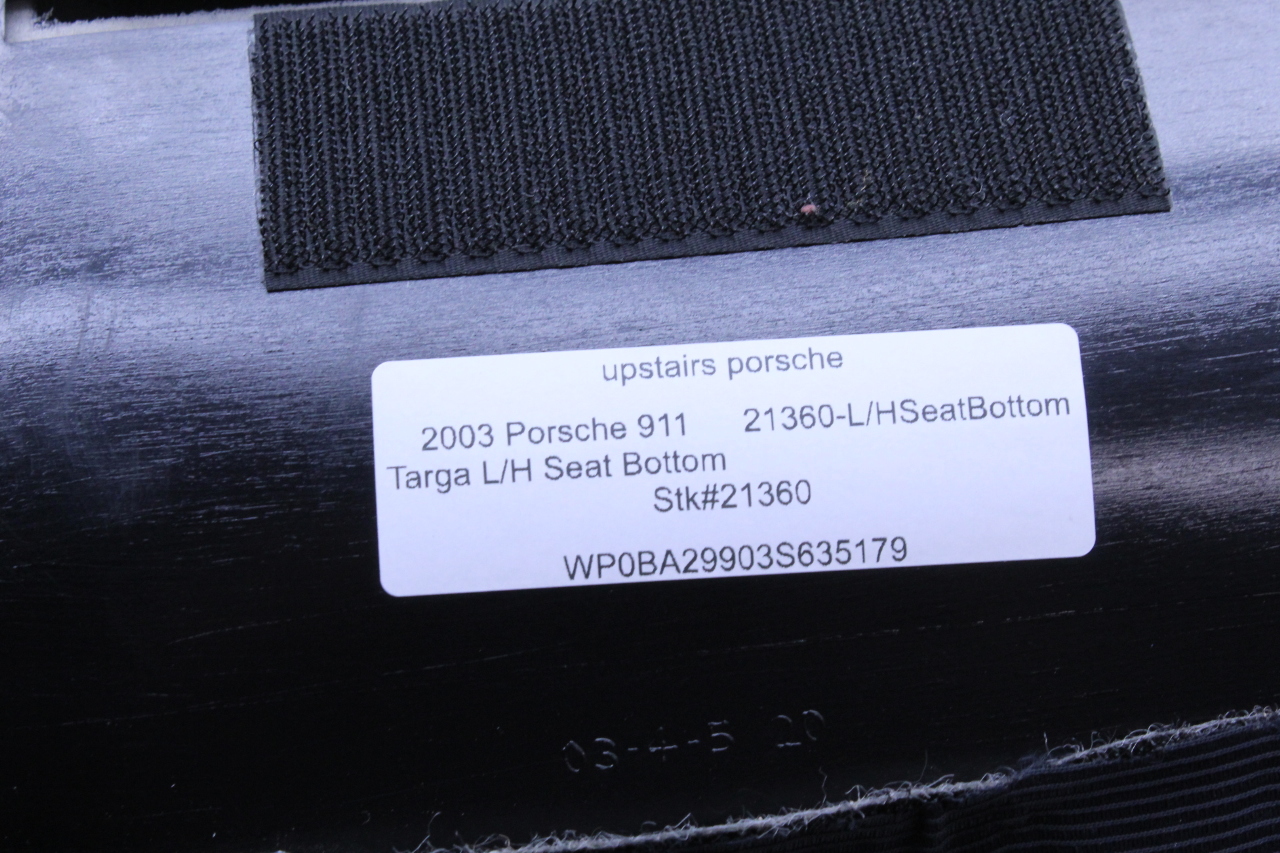 upstairs porsche
2003 Porsche 911 21360-L/HSeatBottom
Targa L/H Seat Bottom
Stk#21360
WP0BA29903S635179
03-4-5 20